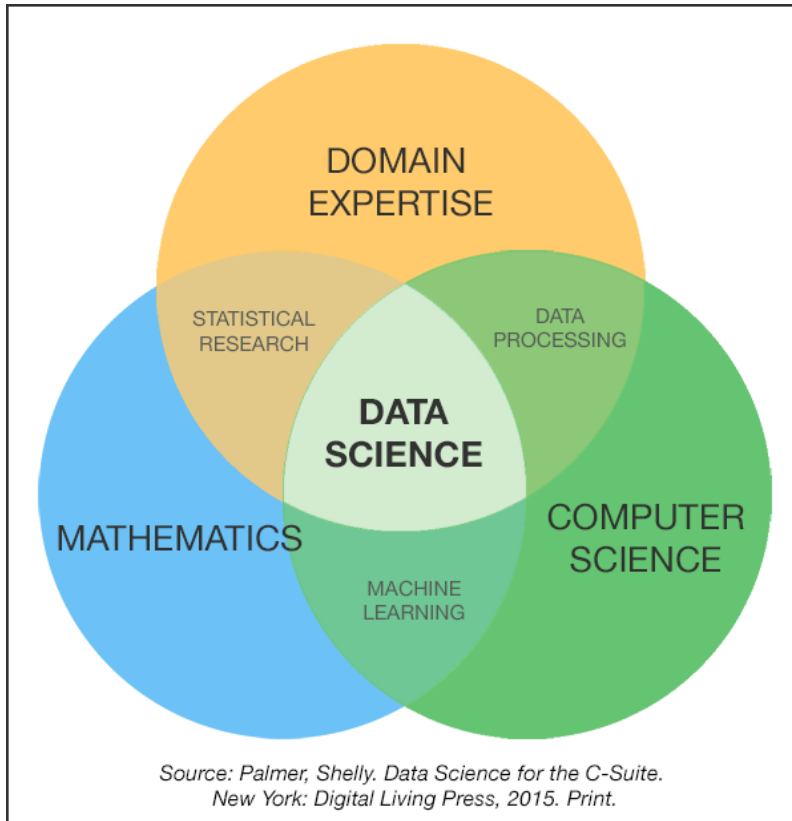 DOMAIN
EXPERTISE
STATISTICAL
RESEARCH
DATA
PROCESSING
DATA
SCIENCE
MATHEMATICS
COMPUTER
SCIENCE
MACHINE
LEARNING
Source: Palmer, Shelly. Data Science for the C-Suite.
New York: Digital Living Press, 2015. Print.